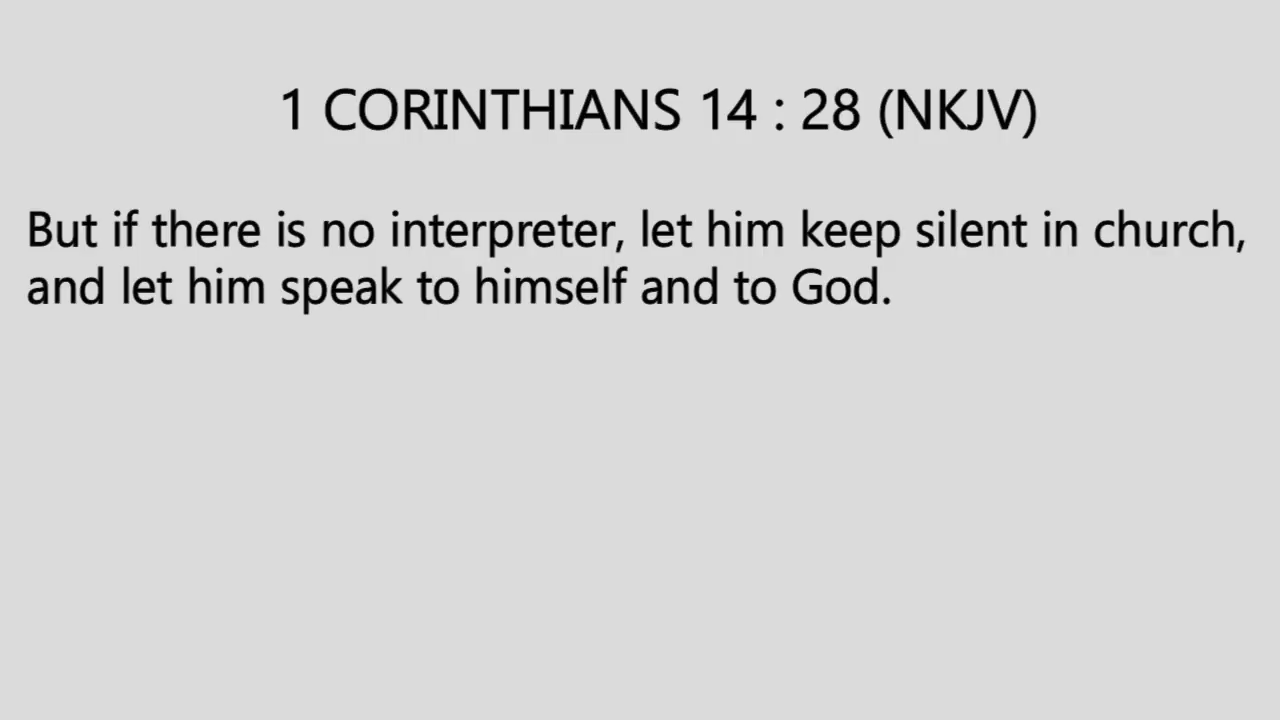 1 CORINTHIANS 14 : 28 (NKJV)
But if there is no interpreter, let him keep silent in church,
and let him speak to himself and to God.